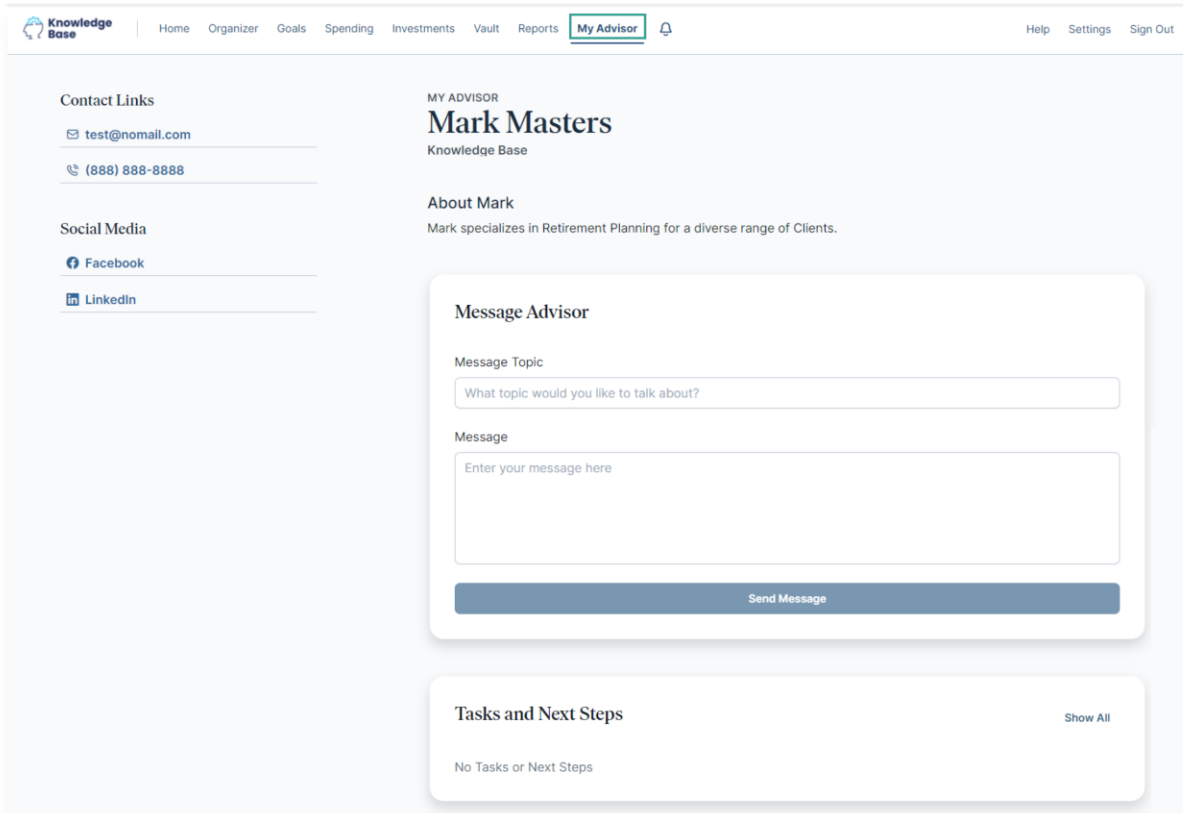 Knowledge
Base
Home Organizer Goals Spending Investments Vault Reports My Advisor
Help Settings Sign Out
Contact Links
test@nomail.com
(888) 888-8888
Social Media
Facebook
LinkedIn
MY ADVISOR
Mark Masters
Knowledge Base
About Mark
Mark specializes in Retirement Planning for a diverse range of Clients.
Message Advisor
Message Topic
What topic would you like to talk about?
Message
Enter your message here
Send Message
Tasks and Next Steps
Show All
No Tasks or Next Steps